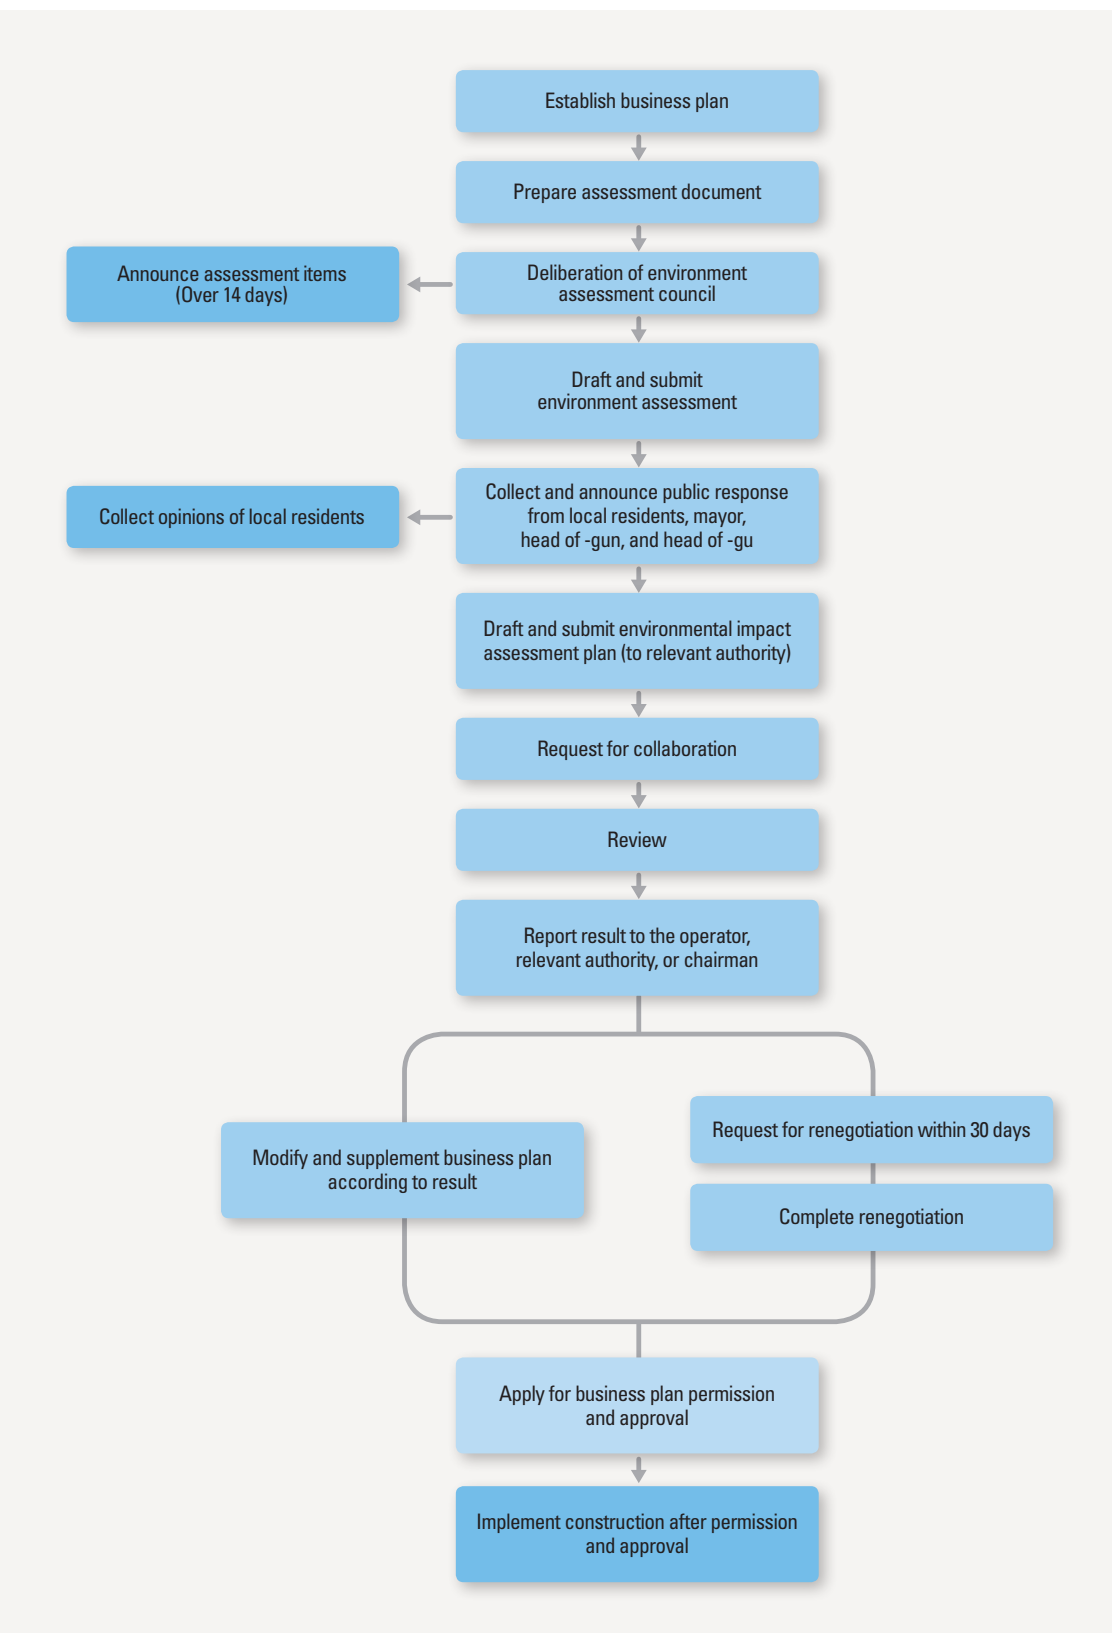 Establish business plan
Prepare assessment document
Announce assessment items
(Over 14 days)
Deliberation of environment
assessment council
Draft and submit
environment assessment
Collect opinions of local residents
Collect and announce public response
from local residents, mayor,
head of -gun, and head of -gu
Draft and submit environmental impact
assessment plan (to relevant authority)
Request for collaboration
Review
Report result to the operator,
relevant authority, or chairman
Modify and supplement business plan
according to result
Request for renegotiation within 30 days
Complete renegotiation
Apply for business plan permission
and approval
Implement construction after permission
and approval